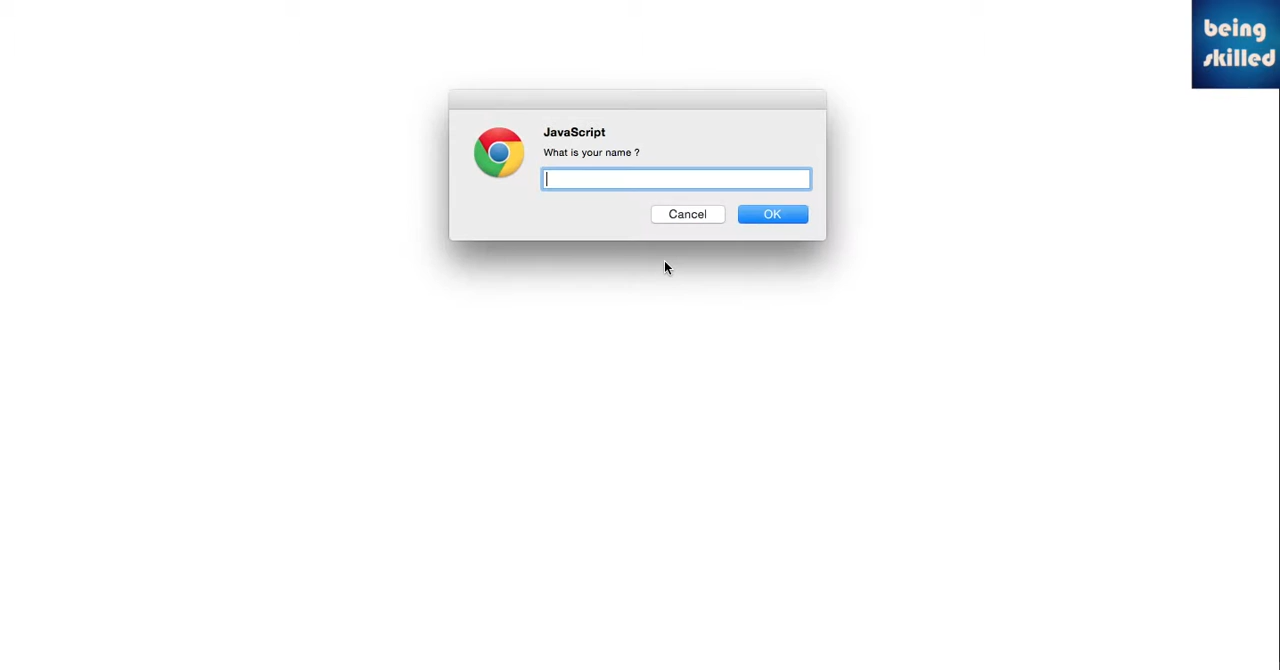 being
skilled
JavaScript
What is your name ?
Cancel
OK